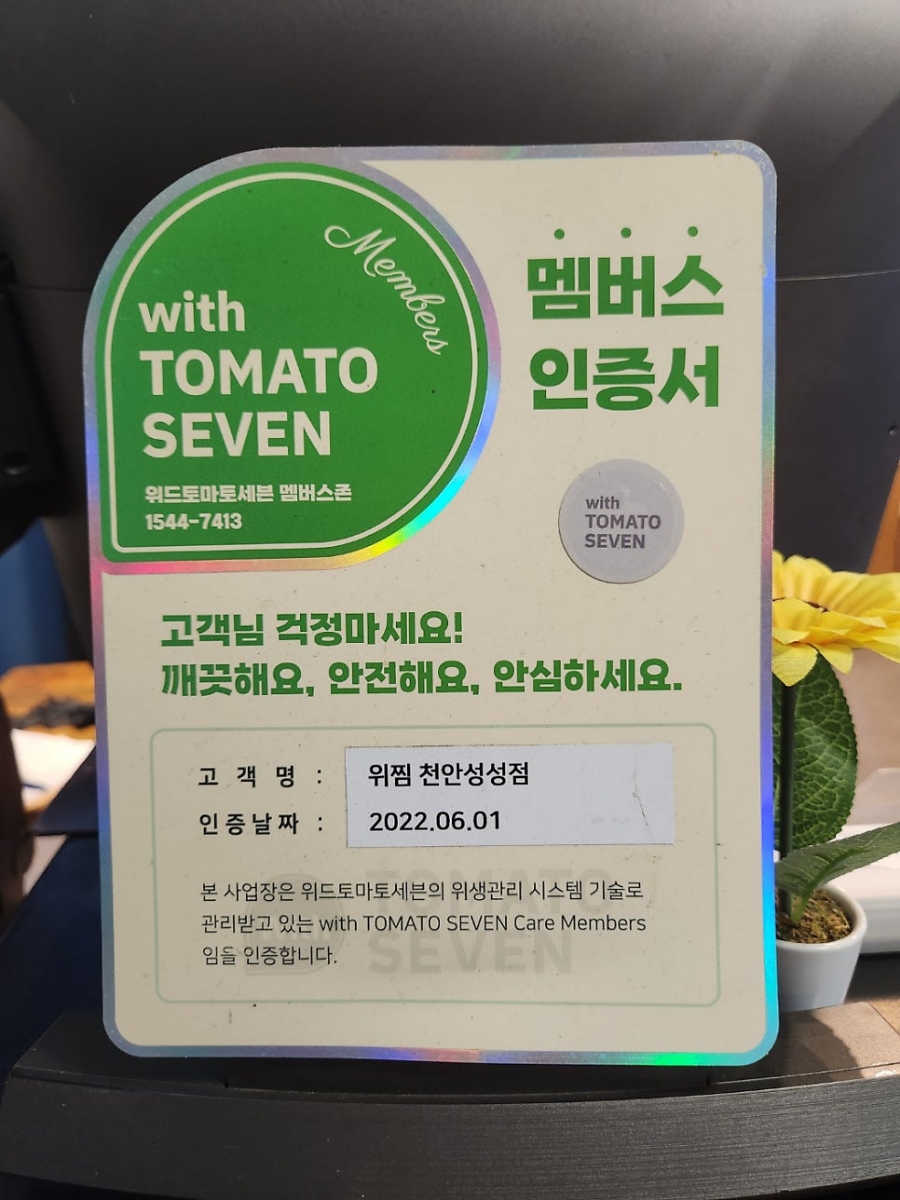 Members
with
TOMATO
SEVEN
위드토마토세븐 멤버스존
1544-7413
멤버스
인증서
with
TOMATO
SEVEN
고객님 걱정마세요!
깨끗해요, 안전해요, 안심하세요.
고 객 명 : 위찜 천안성성점
인증날짜 : 2022.06.01
본 사업장은 위드토마토세븐의 위생관리 시스템 기술로
관리받고 있는 with TOMATO SEVEN Care Members
임을 인증합니다.
TOMATO
SEVEN